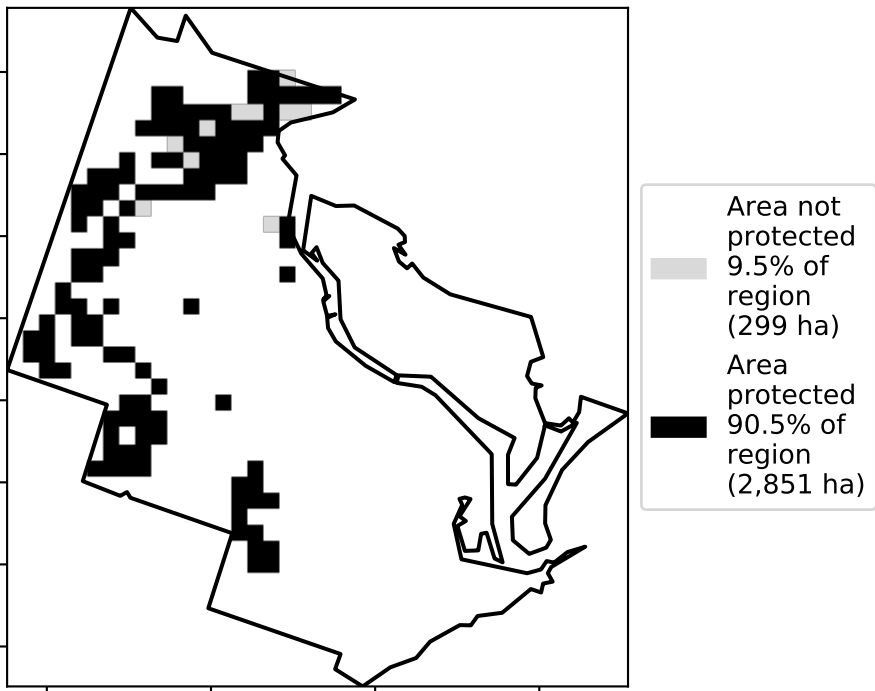 Area not
protected
9.5% of
region
(299 ha)
Area
protected
90.5% of
region
(2,851 ha)